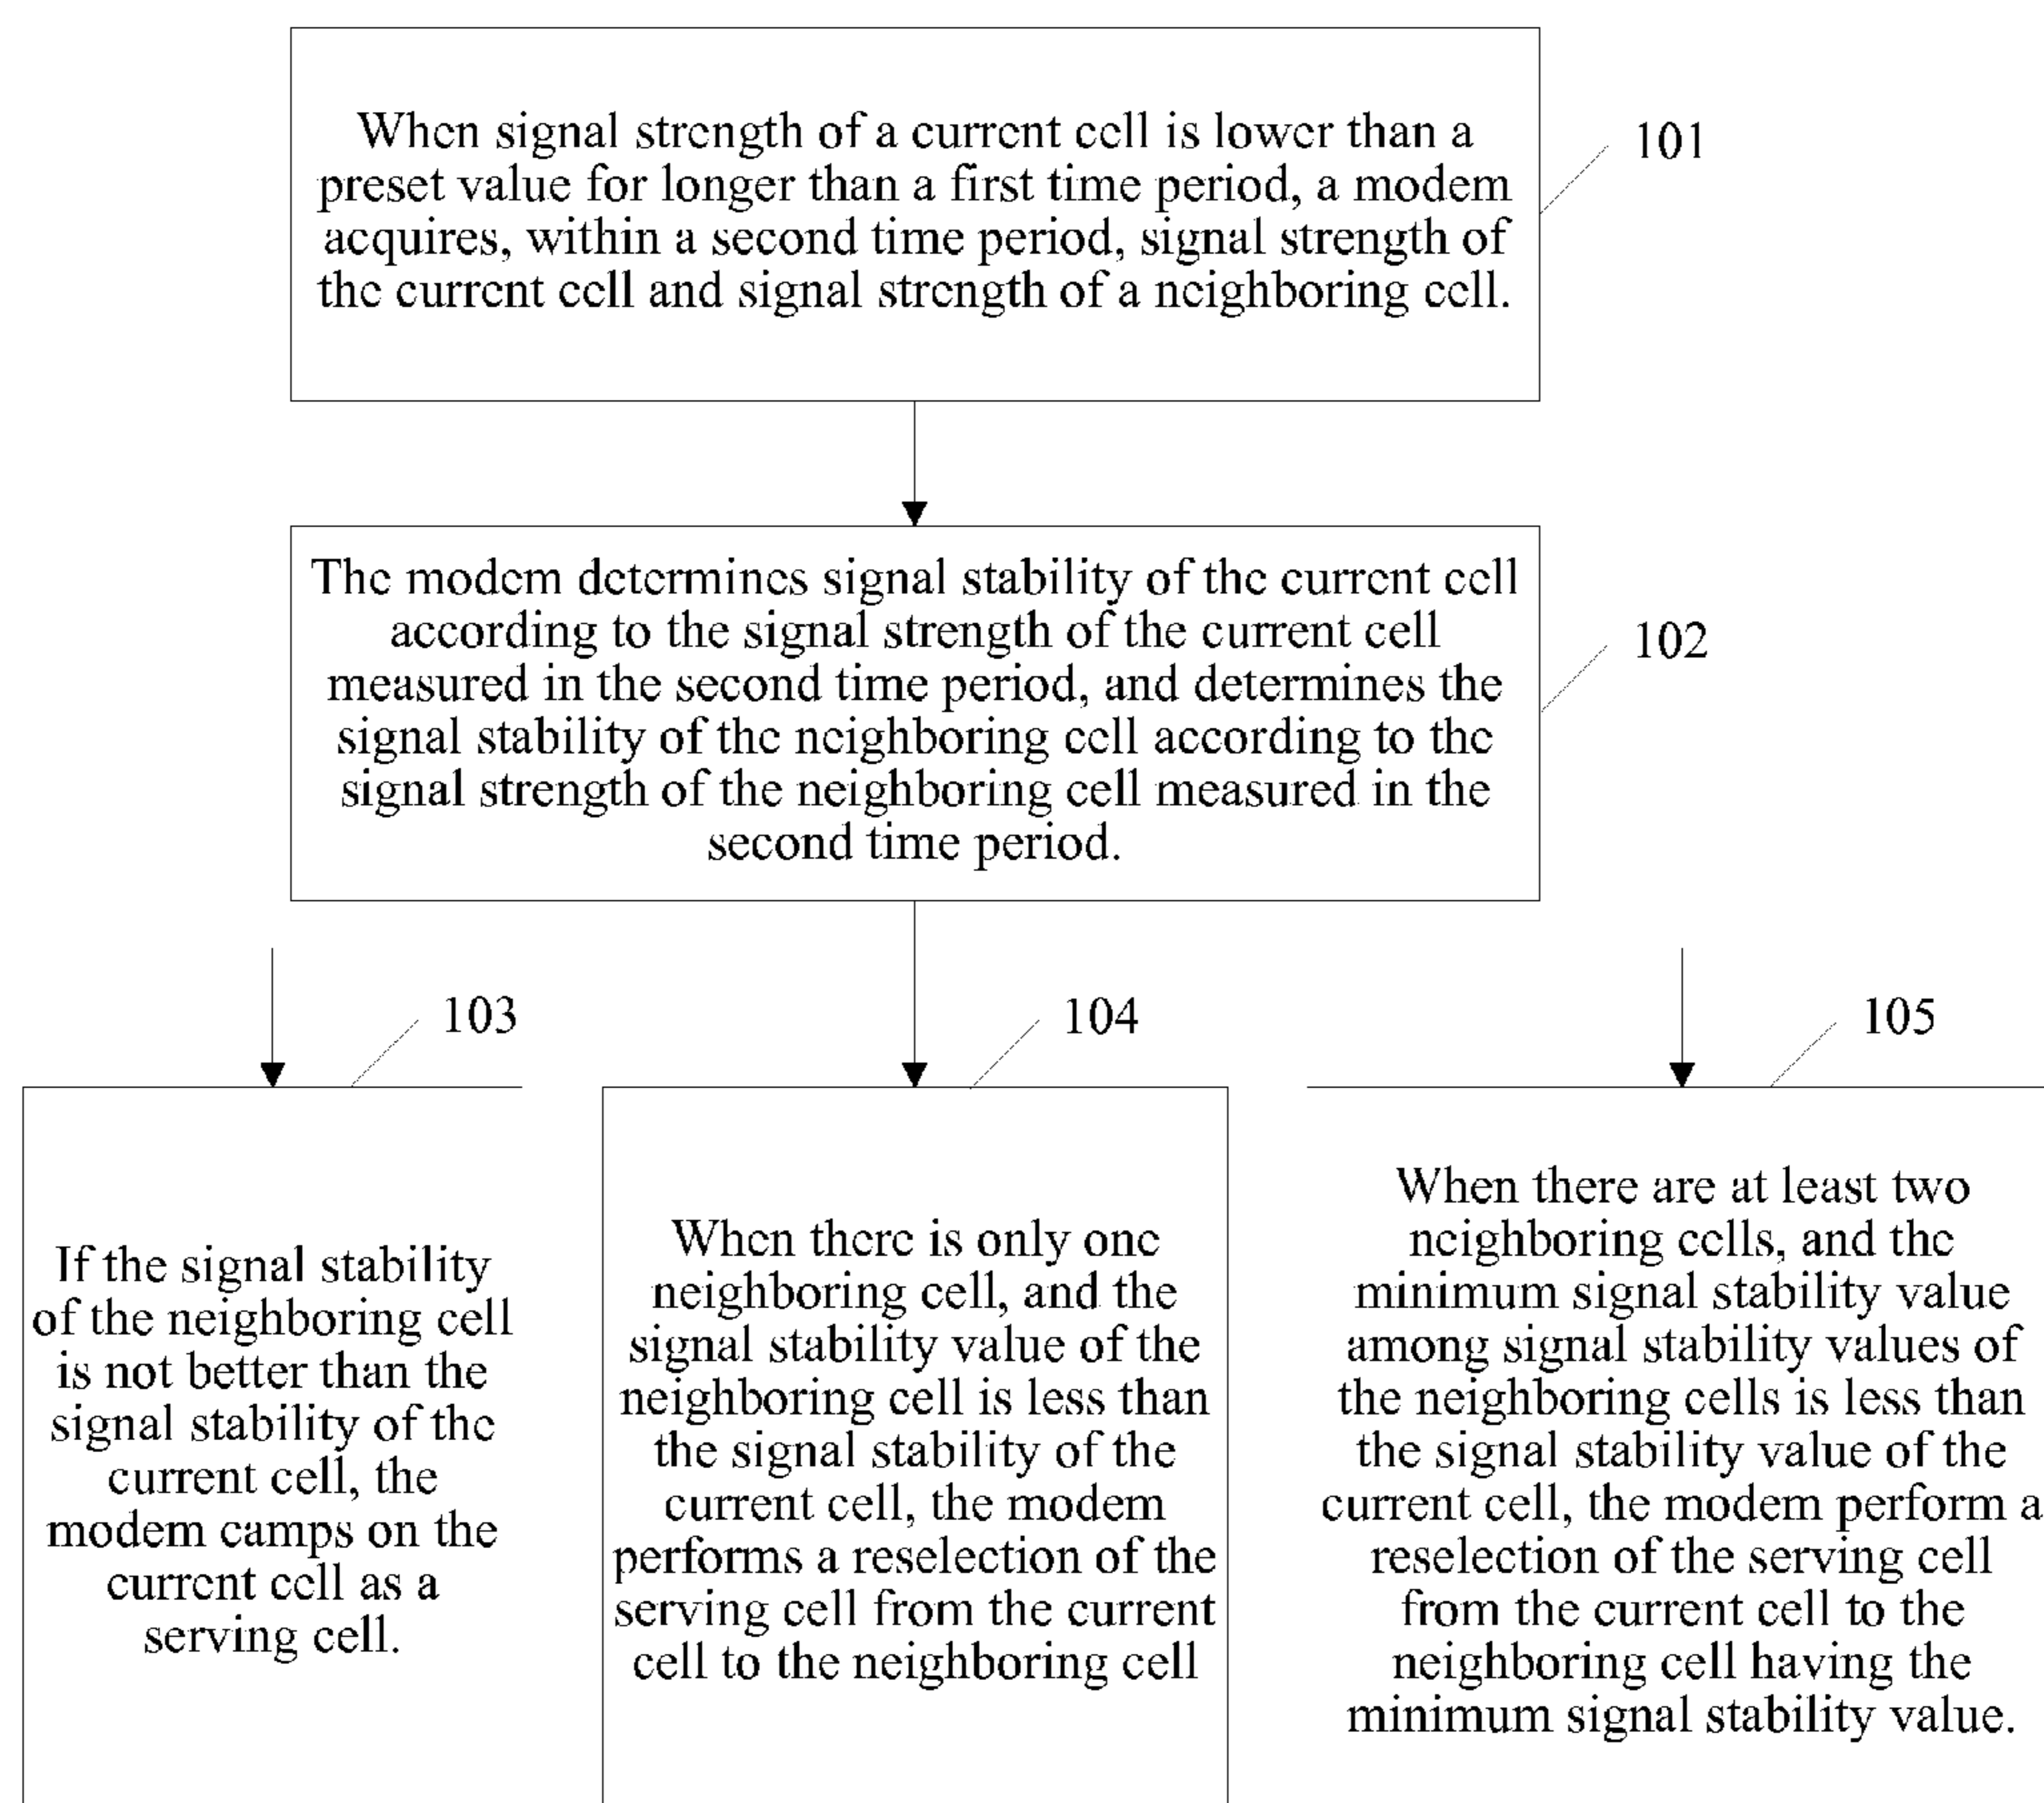 When signal strength of a current cell is lower than a
preset value for longer than a first time period, a modem
acquires, within a second time period, signal strength of
the current cell and signal strength of a neighboring cell.
101
The modem determines signal stability of the current cell
according to the signal strength of the current cell
measured in the second time period, and determines the
signal stability of the neighboring cell according to the
signal strength of the neighboring cell measured in the
second time period.
102
103
If the signal stability
of the neighboring cell
is not better than the
signal stability of the
current cell, the
modem camps on the
current cell as a
serving cell.
104
When there is only one
neighboring cell, and the
signal stability value of the
neighboring cell is less than
the signal stability of the
current cell, the modem
performs a reselection of the
serving cell from the current
cell to the neighboring cell
105
When there are at least two
neighboring cells, and the
minimum signal stability value
among signal stability values of
the neighboring cells is less than
the signal stability value of the
current cell, the modem perform a
reselection of the serving cell
from the current cell to the
neighboring cell having the
minimum signal stability value.